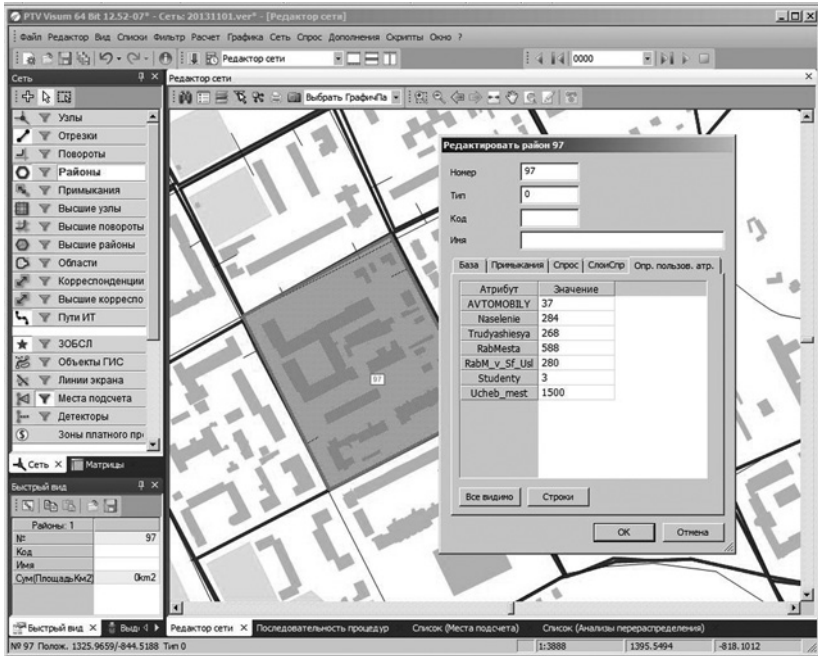 PTV Visum 64 Bit 12.52-07* - Сеть: 20131101.ver* - [Редактор сети]
Файл Редактор Вид Списки Фильтр Расчет Графика Сеть Спрос Дополнения Скрипты Окно ?
Редактор сети
0000
Сеть
Редактор сети
Выбрать ГрафичПа
Узлы
Отрезки
Повороты
Районы
Примыкания
Высшие узлы
Высшие повороты
Высшие районы
Области
Корреспонденции
Высшие корреспо
Пути ИТ
ЗОБСЛ
Объекты ГИС
Линии экрана
Места подсчета
Детекторы
Зоны платного пр
Сеть
Матрицы
Быстрый вид
Районы: 1
№ 97
Код
Имя
Сум(ПлощадьКм2) 0km2
Быстрый вид
97
Редактировать район 97
Номер 97
Тип 0
Код
Имя
База Примыкания Спрос СлоиСпр Опр. пользов. атр.
Атрибут Значение
AVTOMOBILY 37
Naselenie 284
Trudyashiesya 268
RabMesta 588
RabM_v_Sf_Usl 280
Studenty 3
Ucheb_mest 1500
Все видимо Строки
OK Отмена
Редактор сети Последовательность процедур Список (Места подсчета) Список (Анализы перераспределения)
№ 97 Полож. 1325.9659/-844.5188 Тип 0
1:3888 1395.5494 -818.1012